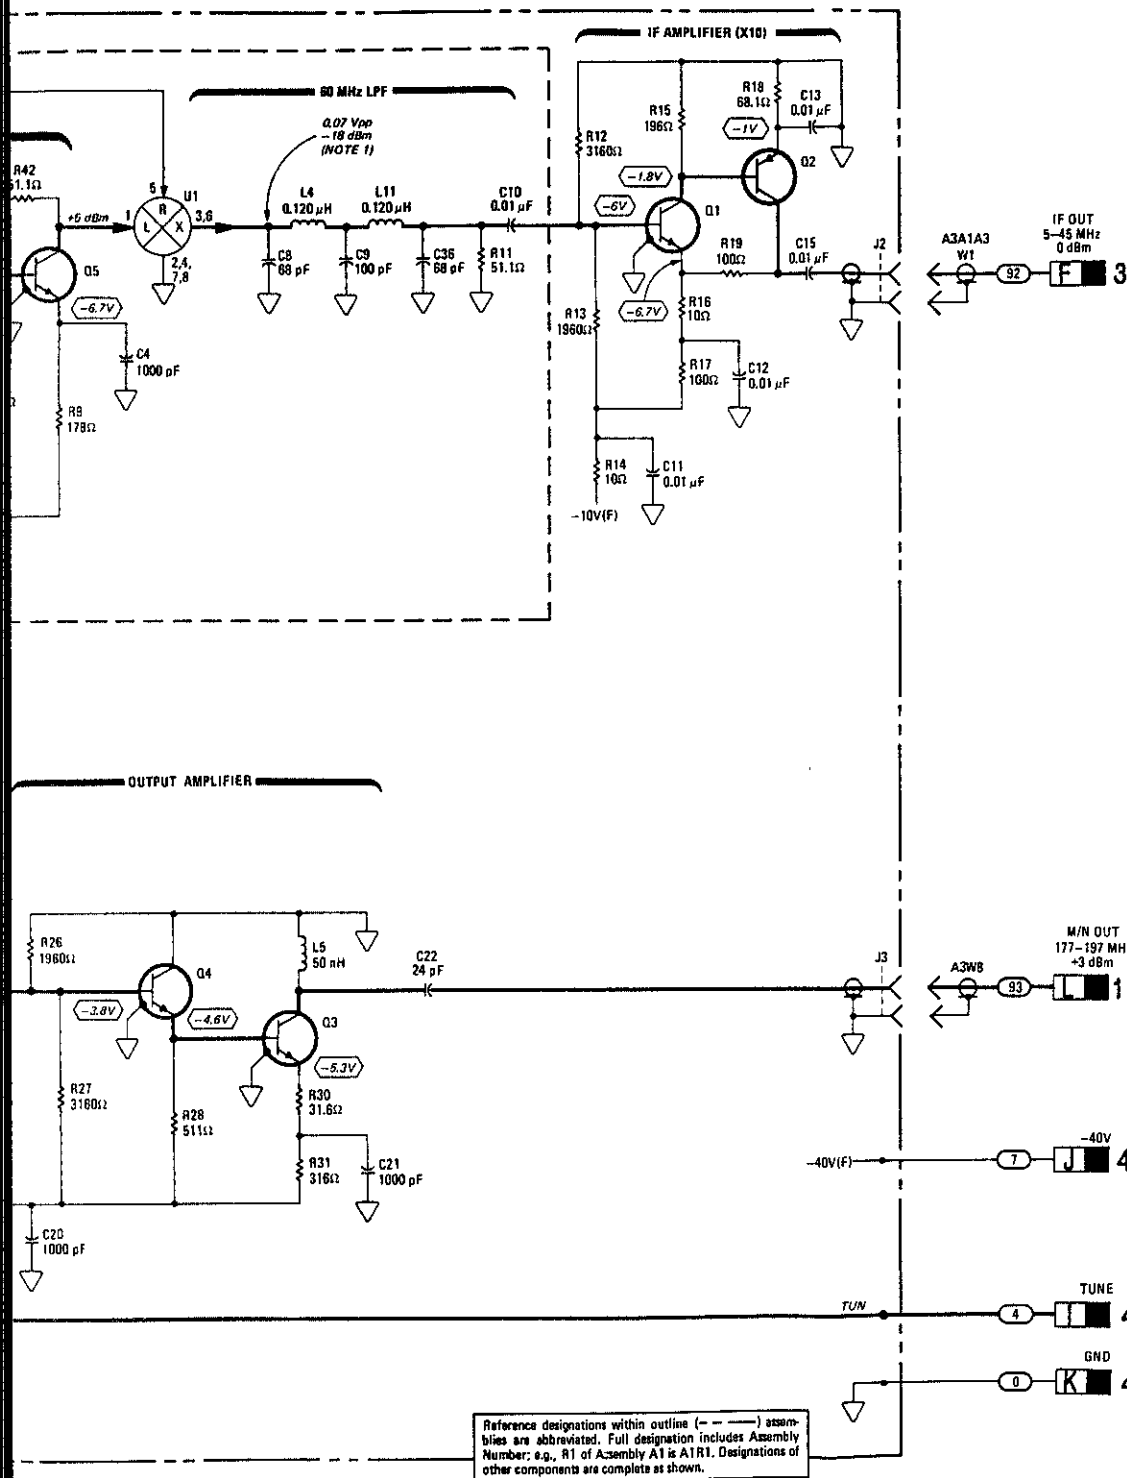 IF AMPLIFIER (X10)
60 MHz LPF
0.07 Vpp
–18 dBm
(NOTE 1)
R42
51.1Ω
+5 dBm
1
5
R
L
X
U1
3,6
2,4,
7,8
Q5
–6.7V
C4
1000 pF
R9
178Ω
Ω
L4
0.120 µH
L11
0.120 µH
C8
68 pF
C9
100 pF
C36
68 pF
R11
51.1Ω
C10
0.01 µF
R12
3160Ω
R15
196Ω
R18
68.1Ω
C13
0.01 µF
–1V
Q2
–1.8V
–6V
Q1
R19
100Ω
C15
0.01 µF
J2
–6.7V
R16
10Ω
R13
1960Ω
R17
100Ω
C12
0.01 µF
R14
10Ω
C11
0.01 µF
–10V(F)
A3A1A3
W1
92
IF OUT
5–45 MHz
0 dBm
F
3
OUTPUT AMPLIFIER
R26
1960Ω
Q4
–3.8V
–4.6V
L5
50 nH
C22
24 pF
Q3
–5.3V
R27
3160Ω
R28
511Ω
R30
31.6Ω
R31
316Ω
C21
1000 pF
C20
1000 pF
J3
A3W8
93
M/N OUT
177–197 MH
+3 dBm
L
1
–40V(F)
7
–40V
J
4
TUN
4
TUNE
I
4
0
GND
K
4
Reference designations within outline (– – ——) assem-
blies are abbreviated. Full designation includes Assembly
Number; e.g., R1 of Assembly A1 is A1R1. Designations of
other components are complete as shown.